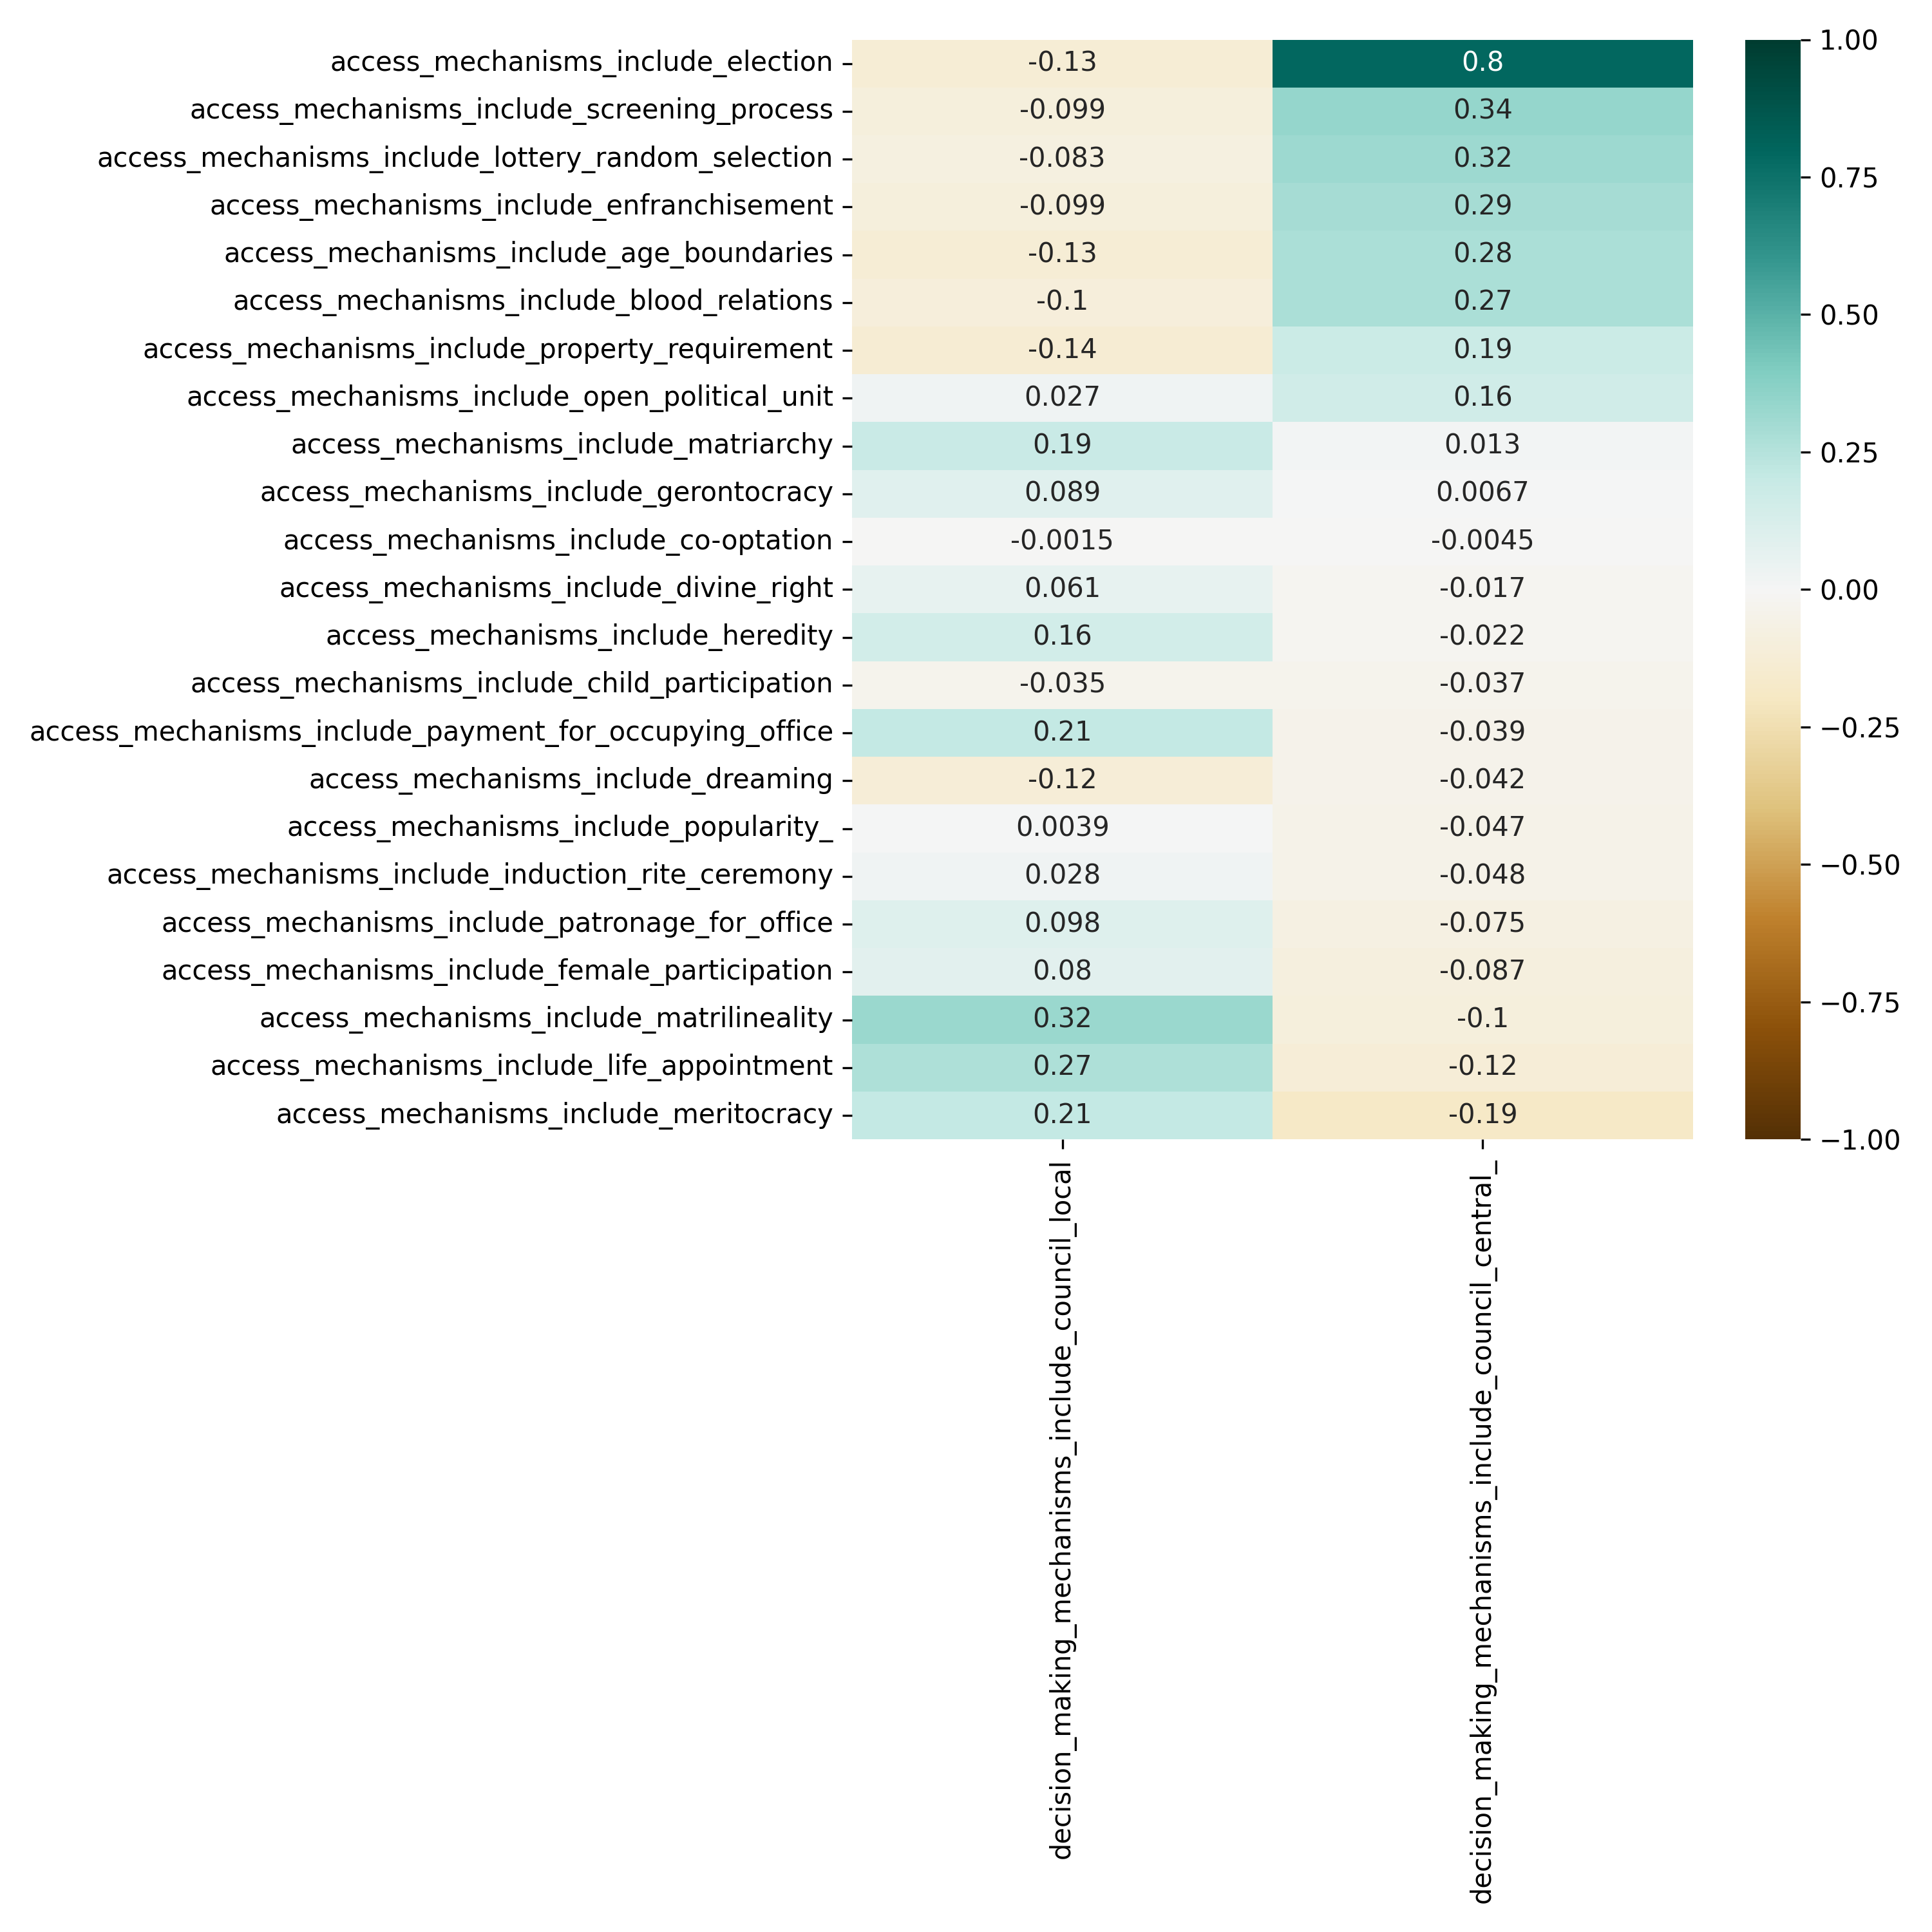 access_mechanisms_include_election -0.13 0.8
access_mechanisms_include_screening_process -0.099 0.34
access_mechanisms_include_lottery_random_selection -0.083 0.32
access_mechanisms_include_enfranchisement -0.099 0.29
access_mechanisms_include_age_boundaries -0.13 0.28
access_mechanisms_include_blood_relations -0.1 0.27
access_mechanisms_include_property_requirement -0.14 0.19
access_mechanisms_include_open_political_unit 0.027 0.16
access_mechanisms_include_matriarchy 0.19 0.013
access_mechanisms_include_gerontocracy 0.089 0.0067
access_mechanisms_include_co-optation -0.0015 -0.0045
access_mechanisms_include_divine_right 0.061 -0.017
access_mechanisms_include_heredity 0.16 -0.022
access_mechanisms_include_child_participation -0.035 -0.037
access_mechanisms_include_payment_for_occupying_office 0.21 -0.039
access_mechanisms_include_dreaming -0.12 -0.042
access_mechanisms_include_popularity_ 0.0039 -0.047
access_mechanisms_include_induction_rite_ceremony 0.028 -0.048
access_mechanisms_include_patronage_for_office 0.098 -0.075
access_mechanisms_include_female_participation 0.08 -0.087
access_mechanisms_include_matrilineality 0.32 -0.1
access_mechanisms_include_life_appointment 0.27 -0.12
access_mechanisms_include_meritocracy 0.21 -0.19
decision_making_mechanisms_include_council_local
decision_making_mechanisms_include_council_central_
1.00
0.75
0.50
0.25
0.00
−0.25
−0.50
−0.75
−1.00